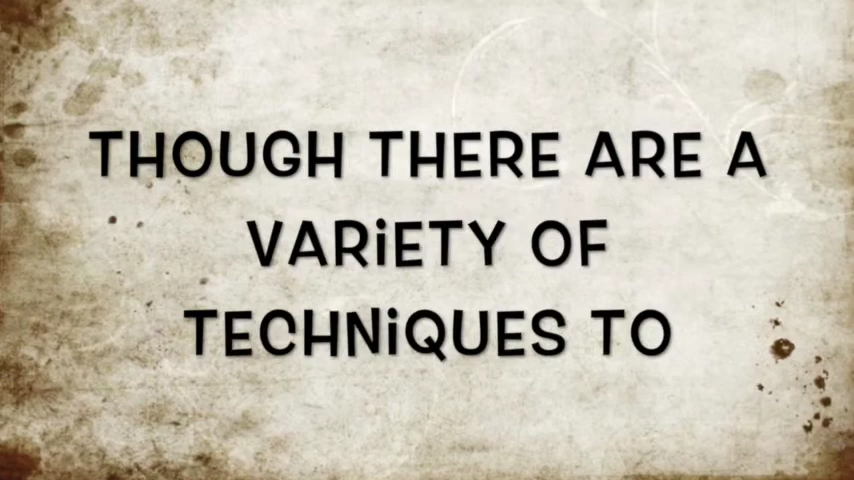 THOUGH THERE ARE A
VARiETY OF
TECHNiQUES TO